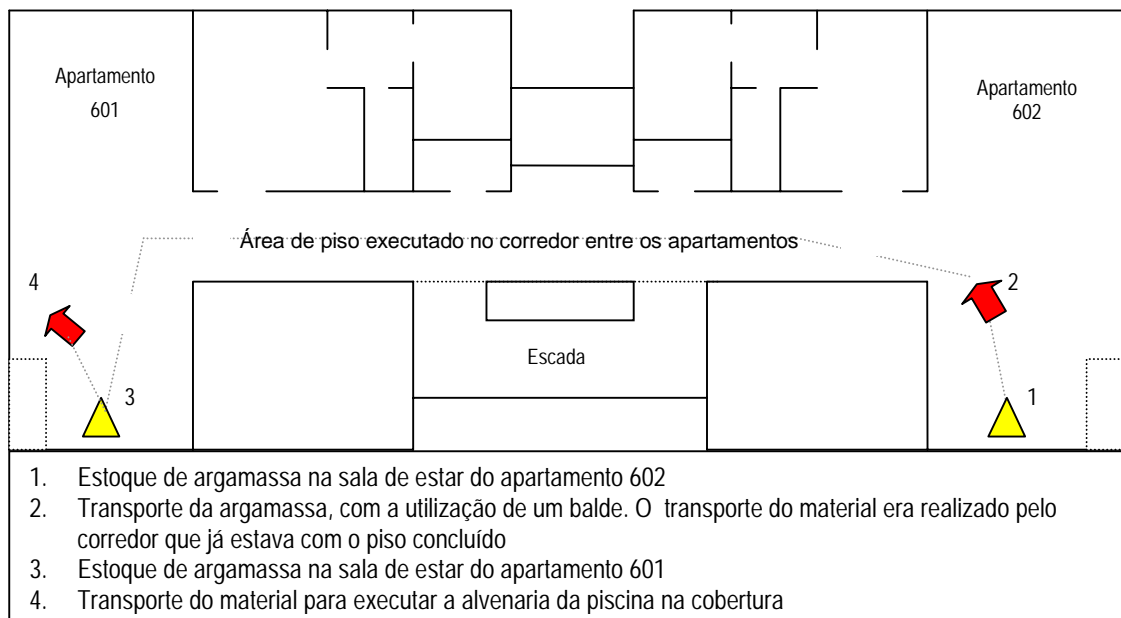 Apartamento
601
Apartamento
602
Área de piso executado no corredor entre os apartamentos
4
2
Escada
3
1
1. Estoque de argamassa na sala de estar do apartamento 602
2. Transporte da argamassa, com a utilização de um balde. O transporte do material era realizado pelo
corredor que já estava com o piso concluído
3. Estoque de argamassa na sala de estar do apartamento 601
4. Transporte do material para executar a alvenaria da piscina na cobertura